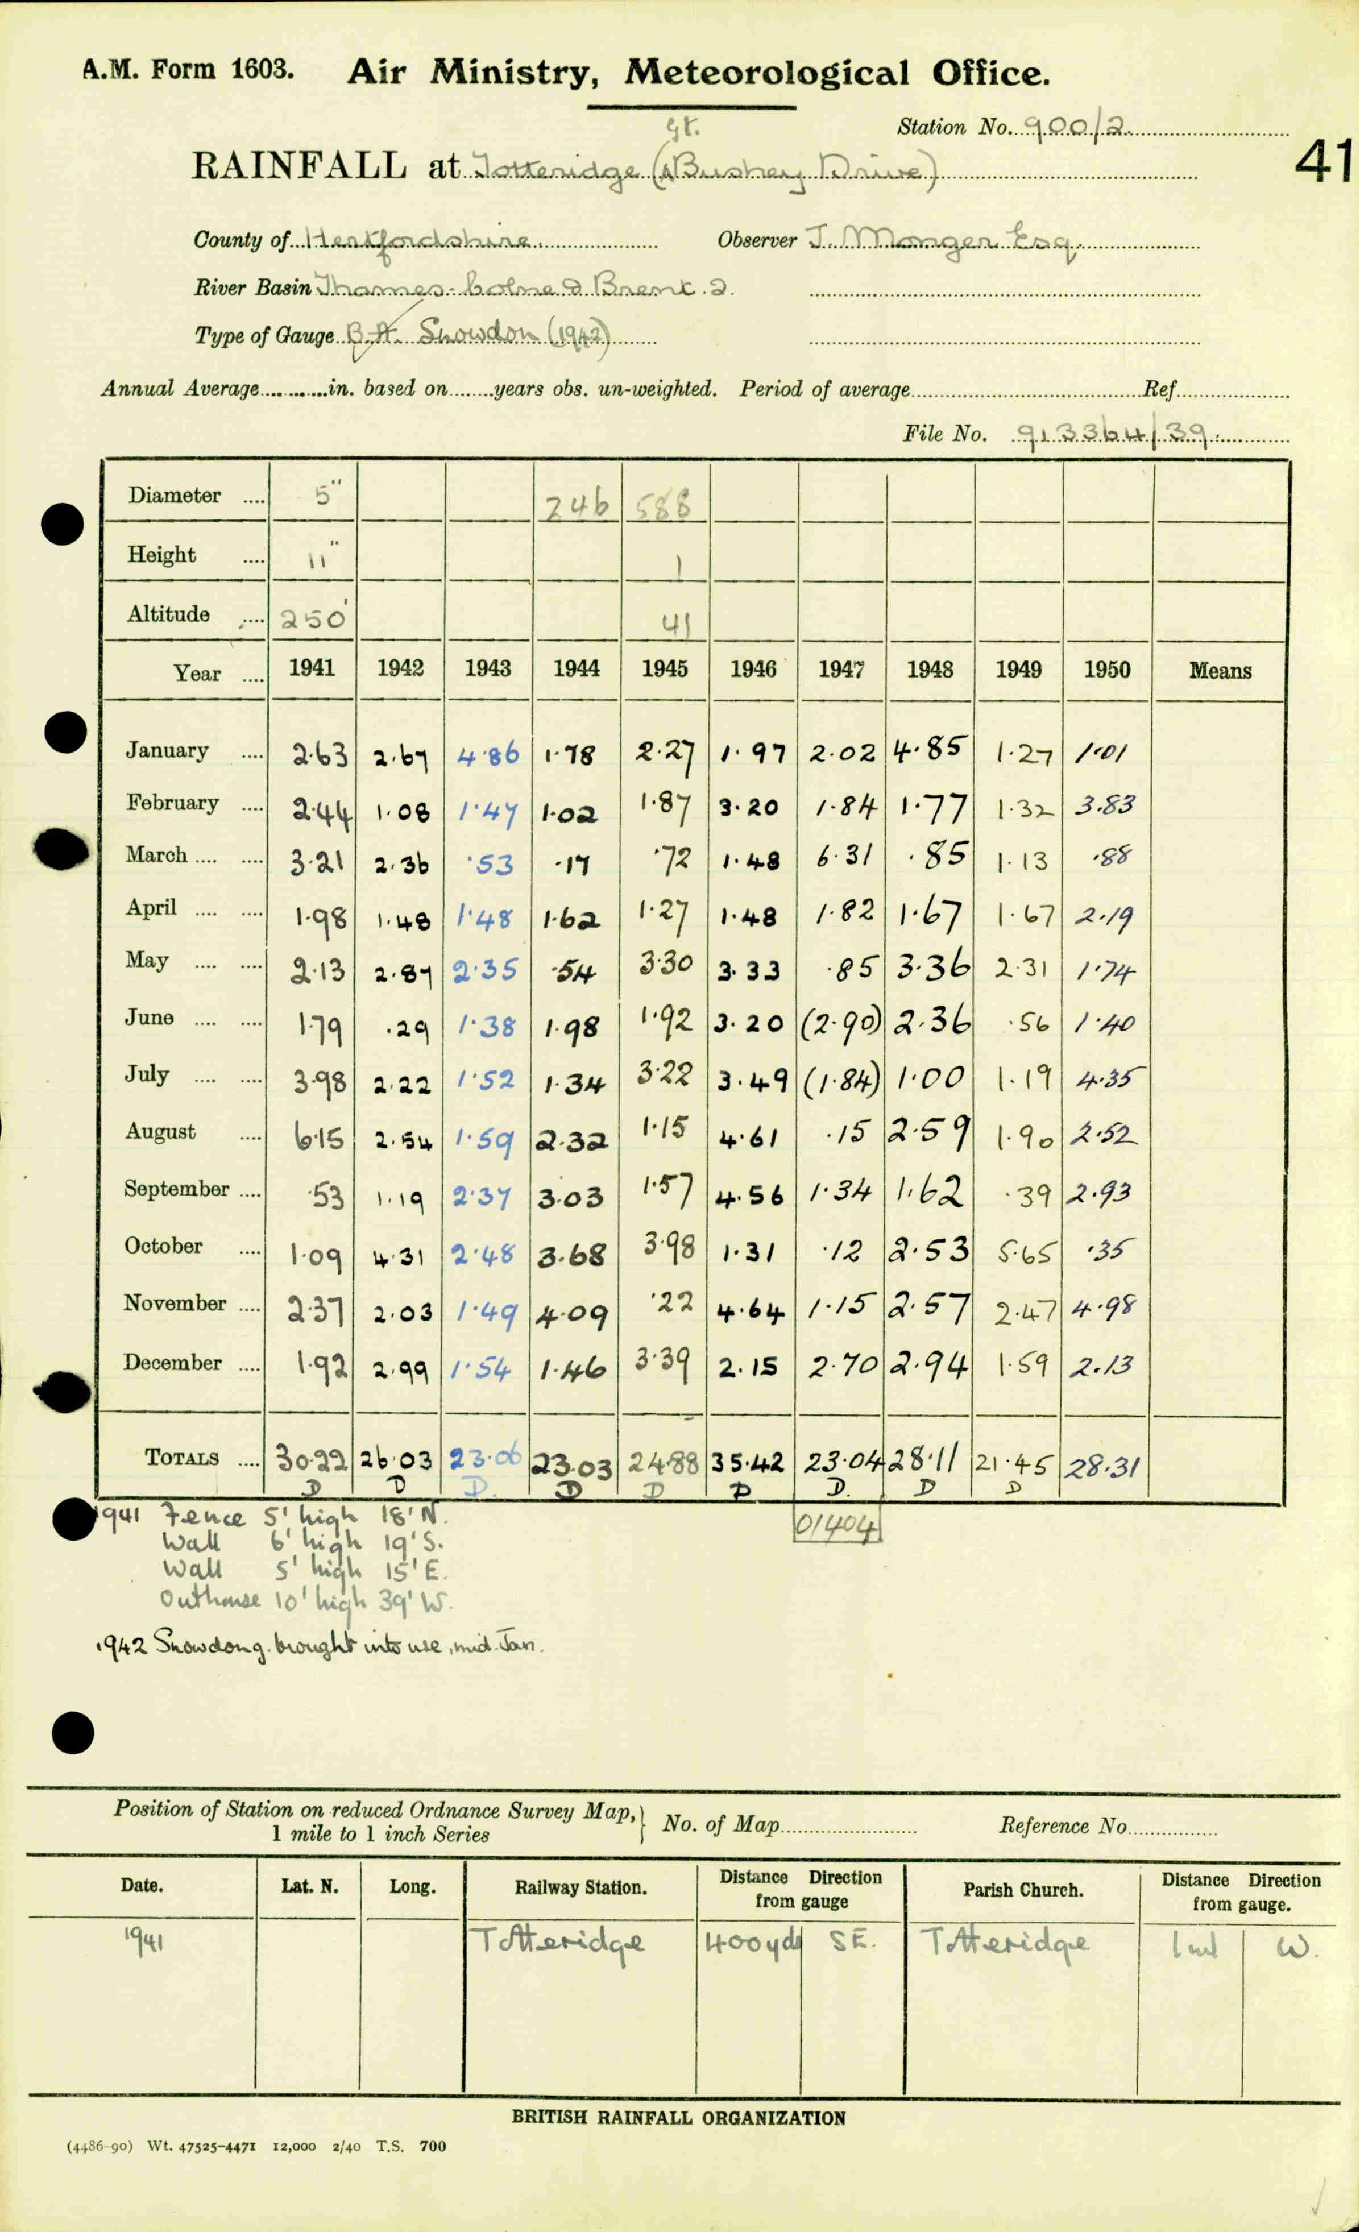 A.M. Form 1603. Air Ministry, Meteorological Office.
Station No. 900/2
41
Gt.
RAINFALL at Totteridge (Bushey Drive)
County of Hertfordshire Observer J. Monger Esq.
River Basin Thames-Colne & Brent. 2.
Type of Gauge B.A. Snowdon (1942)
Annual Average in. based on years obs. un-weighted. Period of average Ref
File No. 913364/39
Diameter 5" 246 588
Height 11" 1
Altitude 250' 41
Year 1941 1942 1943 1944 1945 1946 1947 1948 1949 1950 Means
January 2.63 2.67 4.86 1.78 2.27 1.97 2.02 4.85 1.27 1.01
February 2.44 1.08 1.47 1.02 1.87 3.20 1.84 1.77 1.32 3.83
March 3.21 2.36 .53 .17 .72 1.48 6.31 .85 1.13 .88
April 1.98 1.48 1.48 1.62 1.27 1.48 1.82 1.67 1.67 2.19
May 2.13 2.87 2.35 .54 3.30 3.33 .85 3.36 2.31 1.74
June 1.79 .29 1.38 1.98 1.92 3.20 (2.90) 2.36 .56 1.40
July 3.98 2.22 1.52 1.34 3.22 3.49 (1.84) 1.00 1.19 4.35
August 6.15 2.54 1.59 2.32 1.15 4.61 .15 2.59 1.90 2.52
September .53 1.19 2.37 3.03 1.57 4.56 1.34 1.62 .39 2.93
October 1.09 4.31 2.48 3.68 3.98 1.31 .12 2.53 5.65 .35
November 2.37 2.03 1.49 4.09 .22 4.64 1.15 2.57 2.47 4.98
December 1.92 2.99 1.54 1.46 3.39 2.15 2.70 2.94 1.59 2.13
TOTALS 30.22 26.03 23.06 23.03 24.88 35.42 23.04 28.11 21.45 28.31
D D D. D D D D. D D
1941 Fence 5' high 18' N.
01404
Wall 6' high 19' S.
Wall 5' high 15' E.
Outhouse 10' high 39' W.
1942 Snowdon g. brought into use, mid. Jan.
Position of Station on reduced Ordnance Survey Map, No. of Map Reference No.
1 mile to 1 inch Series
Date. Lat. N. Long. Railway Station. Distance Direction from gauge Parish Church. Distance Direction from gauge.
1941 Totteridge 400 yds SE. Totteridge 1 ml W.
BRITISH RAINFALL ORGANIZATION
(4486-90) Wt. 47525-4471 12,000 2/40 T.S. 700